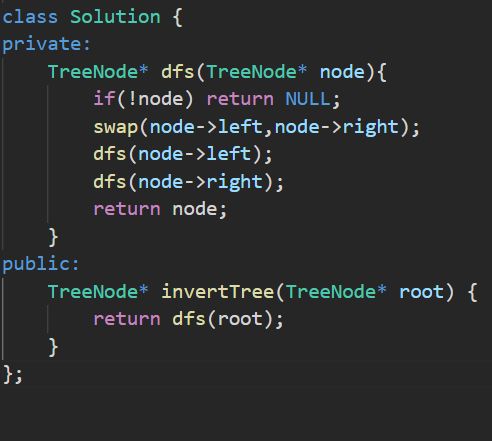 class Solution {
private:
    TreeNode* dfs(TreeNode* node){
        if(!node) return NULL;
        swap(node->left,node->right);
        dfs(node->left);
        dfs(node->right);
        return node;
    }
public:
    TreeNode* invertTree(TreeNode* root) {
        return dfs(root);
    }
};